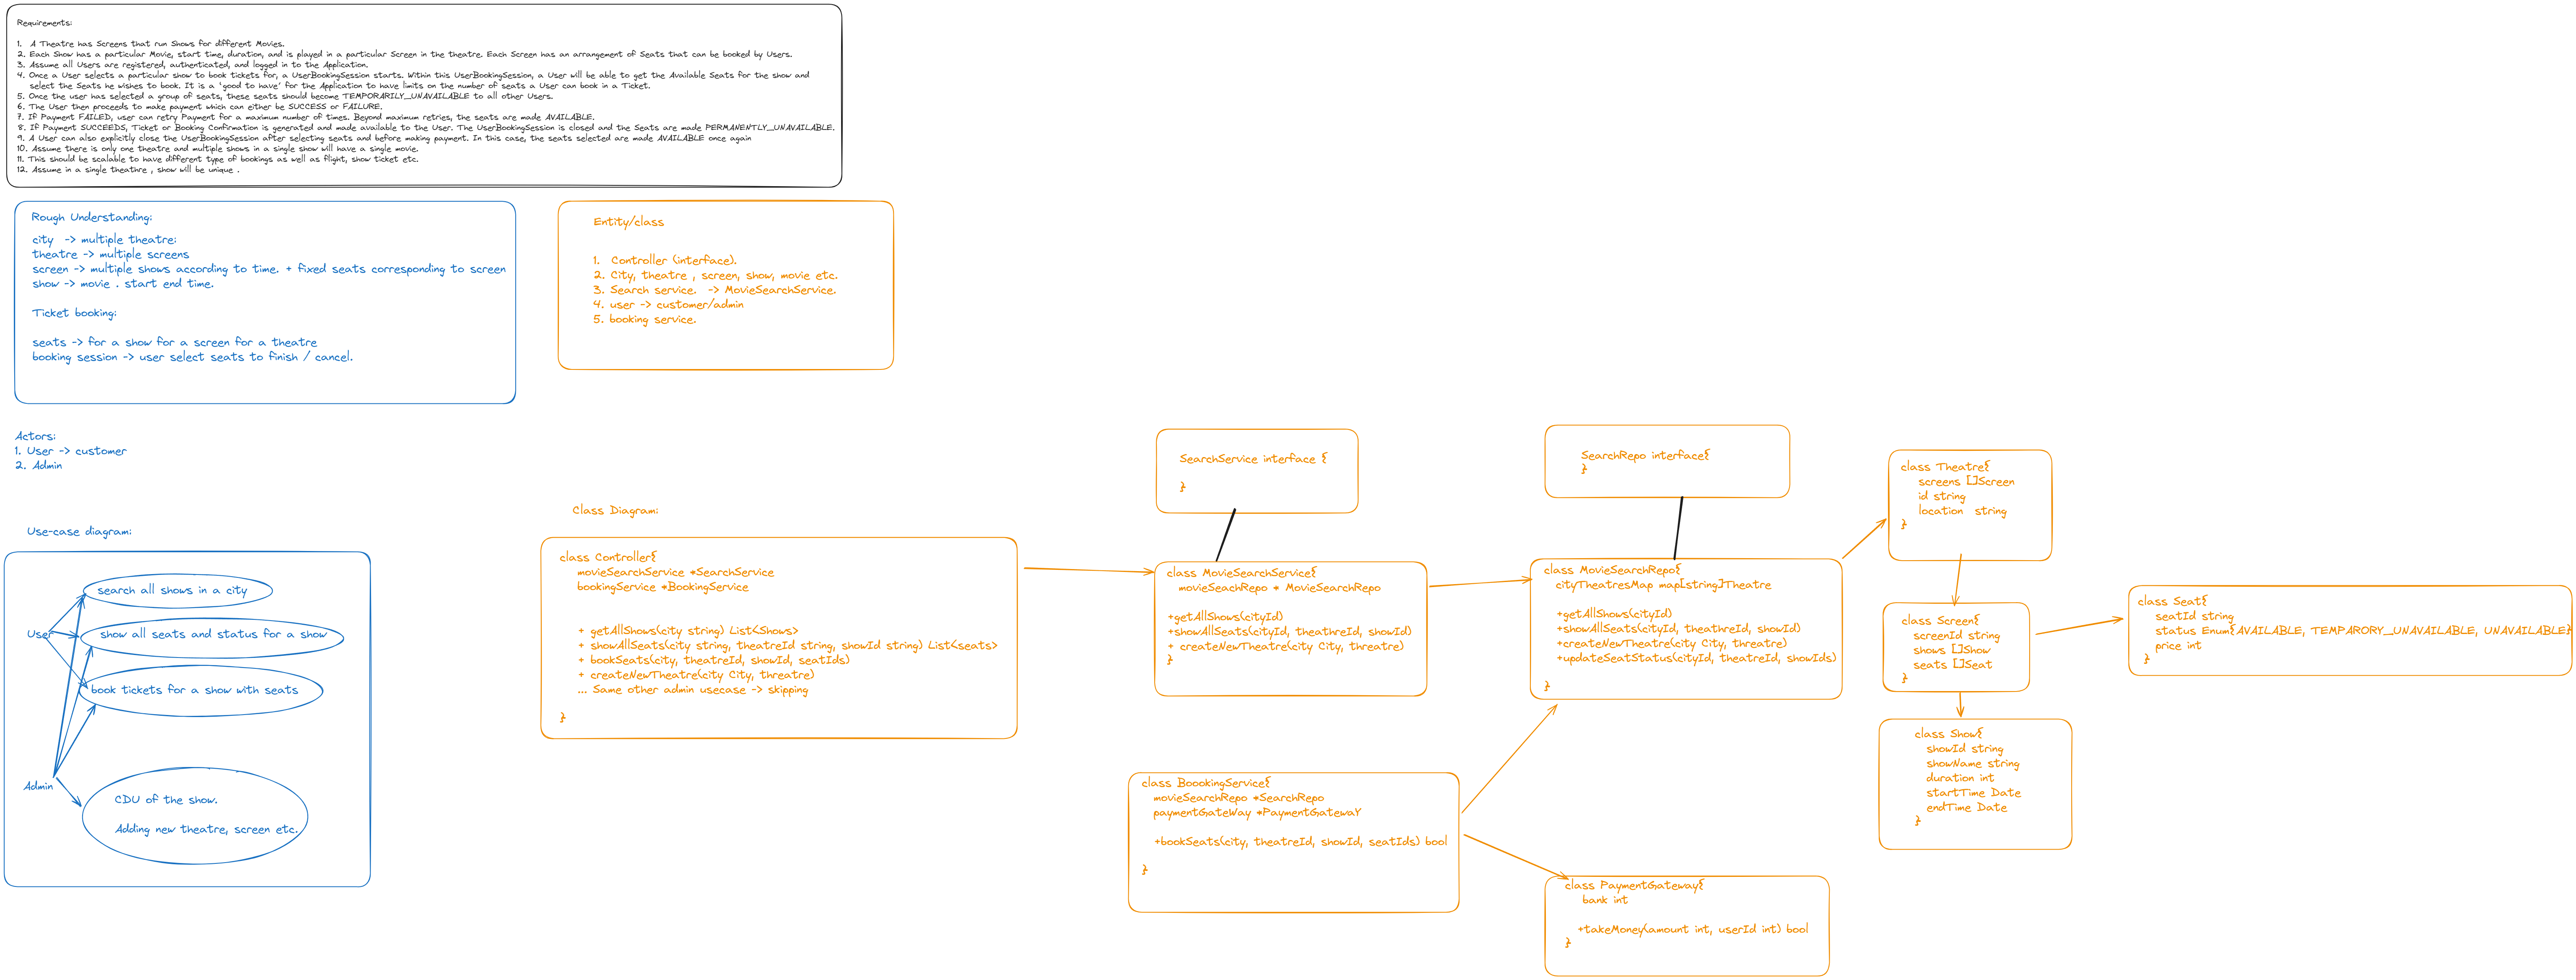 Requirements:
1.  A Theatre has Screens that run Shows for different Movies.
2. Each Show has a particular Movie, start time, duration, and is played in a particular Screen in the theatre. Each Screen has an arrangement of Seats that can be booked by Users.
3. Assume all Users are registered, authenticated, and logged in to the Application.
4. Once a User selects a particular show to book tickets for, a UserBookingSession starts. Within this UserBookingSession, a User will be able to get the Available Seats for the show and
select the Seats he wishes to book. It is a 'good to have' for the Application to have limits on the number of seats a User can book in a Ticket.
5. Once the user has selected a group of seats, these seats should become TEMPORARILY_UNAVAILABLE to all other Users.
6. The User then proceeds to make payment which can either be SUCCESS or FAILURE.
7. If Payment FAILED, user can retry Payment for a maximum number of times. Beyond maximum retries, the seats are made AVAILABLE.
8. If Payment SUCCEEDS, Ticket or Booking Confirmation is generated and made available to the User. The UserBookingSession is closed and the Seats are made PERMANENTLY_UNAVAILABLE.
9. A User can also explicitly close the UserBookingSession after selecting seats and before making payment. In this case, the seats selected are made AVAILABLE once again
10. Assume there is only one theatre and multiple shows in a single show will have a single movie.
11. This should be scalable to have different type of bookings as well as flight, show ticket etc.
12. Assume in a single theathre , show will be unique .
Rough Understanding:
city  -> multiple theatre:
theatre -> multiple screens
screen -> multiple shows according to time. + fixed seats corresponding to screen
show -> movie . start end time.
Ticket booking:
seats -> for a show for a screen for a theatre
booking session -> user select seats to finish / cancel.
Entity/class
1.  Controller (interface).
2. City, theatre , screen, show, movie etc.
3. Search service.  -> MovieSearchService.
4. user -> customer/admin
5. booking service.
Actors:
1. User -> customer
2. Admin
Use-case diagram:
search all shows in a city
User
show all seats and status for a show
book tickets for a show with seats
Admin
CDU of the show.
Adding new theatre, screen etc.
Class Diagram:
class Controller{
movieSearchService *SearchService
bookingService *BookingService
+ getAllShows(city string) List<Shows>
+ showAllSeats(city string, theatreId string, showId string) List<seats>
+ bookSeats(city, theatreId, showId, seatIds)
+ createNewTheatre(city City, threatre)
... Same other admin usecase -> skipping
}
SearchService interface {
}
class MovieSearchService{
movieSeachRepo * MovieSearchRepo
+getAllShows(cityId)
+showAllSeats(cityId, theathreId, showId)
+ createNewTheatre(city City, threatre)
}
SearchRepo interface{
}
class MovieSearchRepo{
cityTheatresMap map[string]Theatre
+getAllShows(cityId)
+showAllSeats(cityId, theathreId, showId)
+createNewTheatre(city City, threatre)
+updateSeatStatus(cityId, theatreId, showIds)
}
class BoookingService{
movieSearchRepo *SearchRepo
paymentGateWay *PaymentGatewaY
+bookSeats(city, theatreId, showId, seatIds) bool
}
class PaymentGateway{
bank int
+takeMoney(amount int, userId int) bool
}
class Theatre{
screens []Screen
id string
location  string
}
class Screen{
screenId string
shows []Show
seats []Seat
}
class Show{
showId string
showName string
duration int
startTime Date
endTime Date
}
class Seat{
seatId string
status Enum{AVAILABLE, TEMPARORY_UNAVAILABLE, UNAVAILABLE}
price int
}